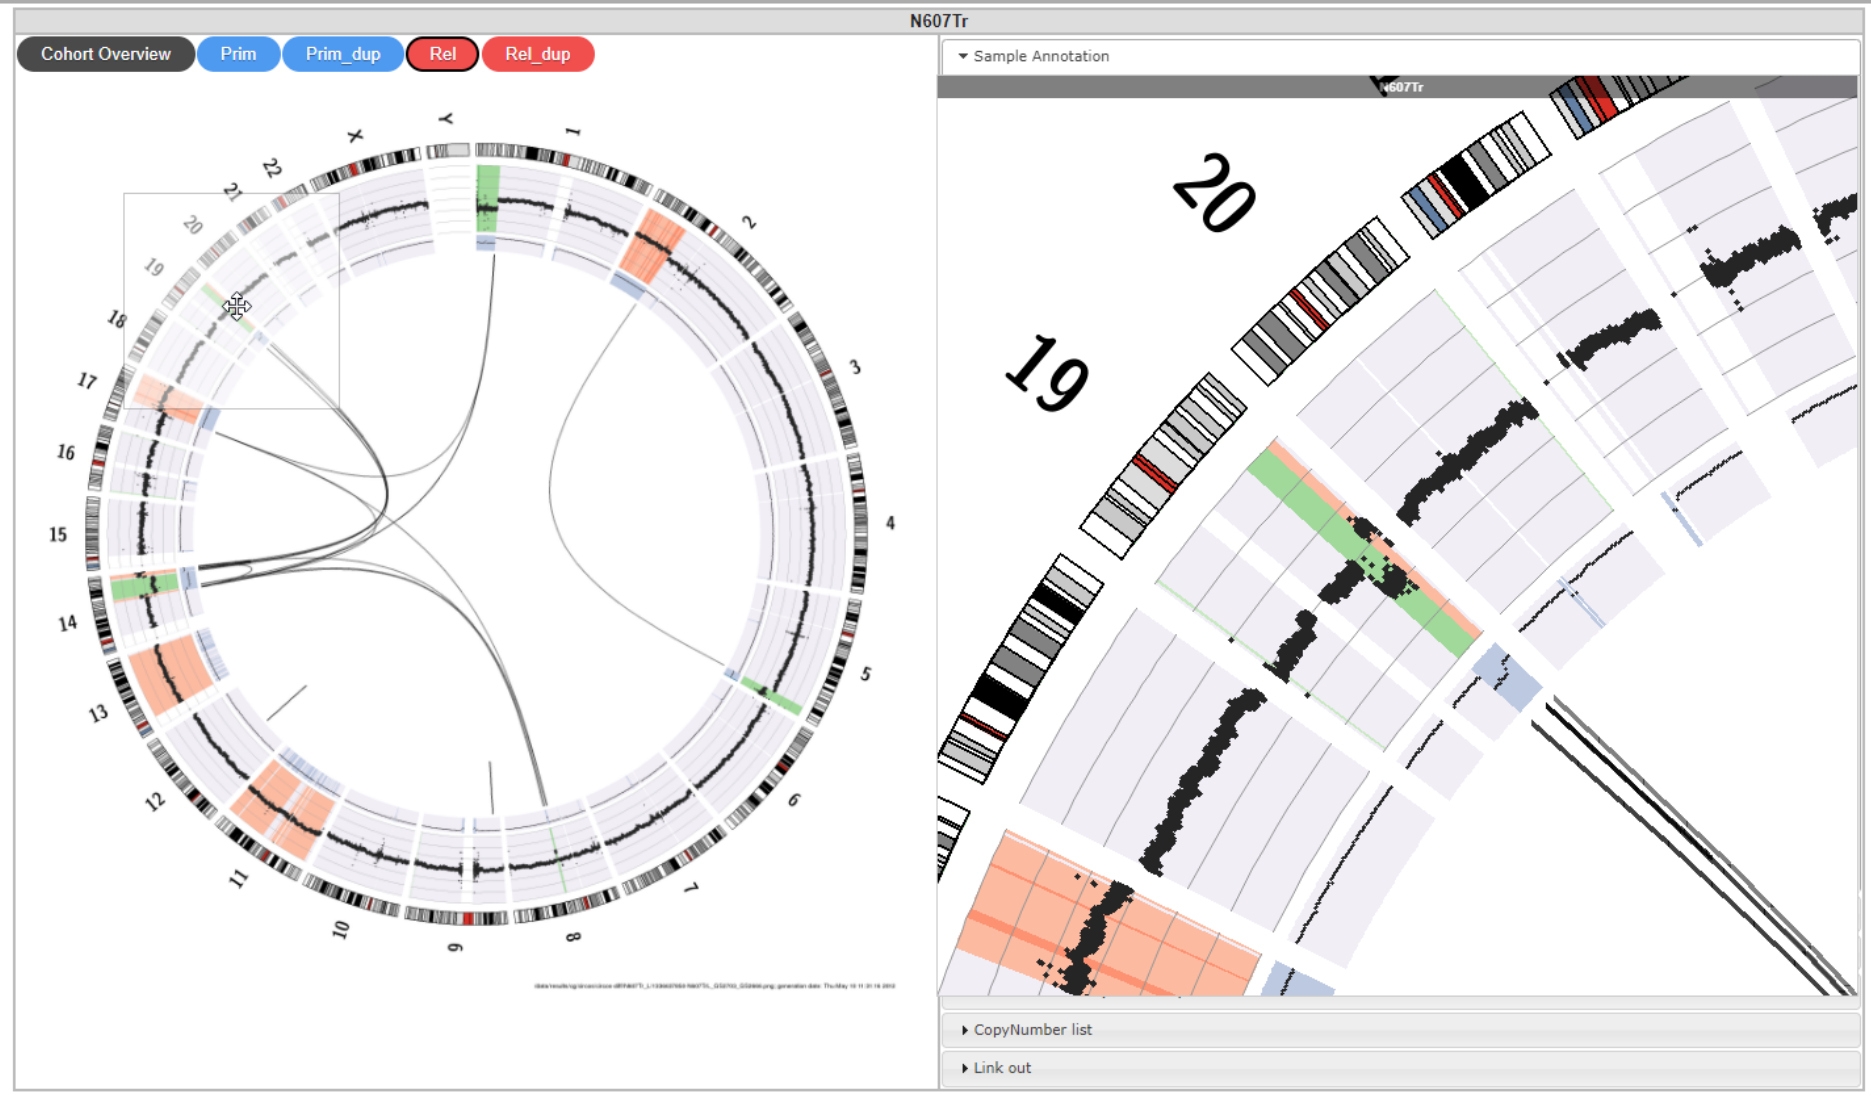 N607Tr
Cohort Overview
Prim
Prim_dup
Rel
Rel_dup
Sample Annotation
N607Tr
1
2
3
4
5
6
7
8
9
10
11
12
13
14
15
16
17
18
19
20
21
22
X
Y
19
20
CopyNumber list
Link out